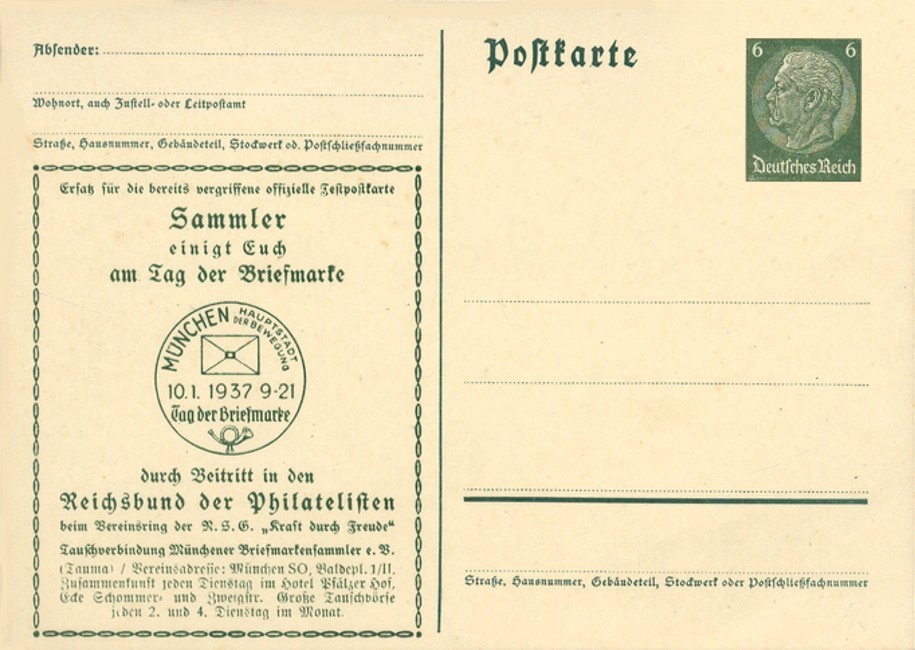 Absender:
Wohnort, auch Zustell- oder Leitpostamt
Straße, Hausnummer, Gebäudeteil, Stockwerk od. Postschließfachnummer
Ersatz für die bereits vergriffene offizielle Festpostkarte
Sammler
einigt Euch
am Tag der Briefmarke
MÜNCHEN HAUPTSTADT
DER BEWEGUNG
10.1. 1937 9-21
Tag der Briefmarke
durch Beitritt in den
Reichsbund der Philatelisten
beim Vereinsring der N.S.G. „Kraft durch Freude“
Tauschverbindung Münchener Briefmarkensammler e. V.
(Tauma) / Vereinsadresse: München SO, Baldepl. 1/II.
Zusammenkunft jeden Dienstag im Hotel Pfälzer Hof,
Ecke Schommer- und Zweigstr. Große Tauschbörse
jeden 2. und 4. Dienstag im Monat.
Postkarte
6 6
Deutsches Reich
Straße, Hausnummer, Gebäudeteil, Stockwerk oder Postschließfachnummer